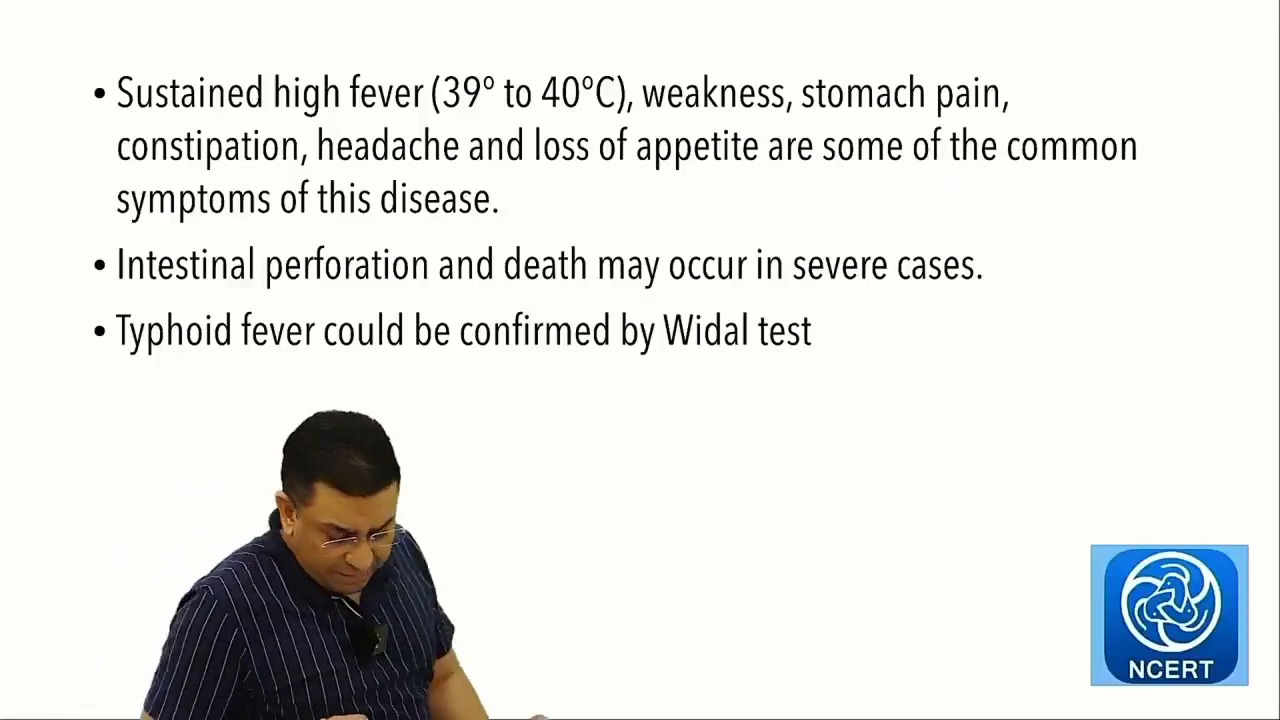 • Sustained high fever (39º to 40ºC), weakness, stomach pain,
constipation, headache and loss of appetite are some of the common
symptoms of this disease.
• Intestinal perforation and death may occur in severe cases.
• Typhoid fever could be confirmed by Widal test
NCERT